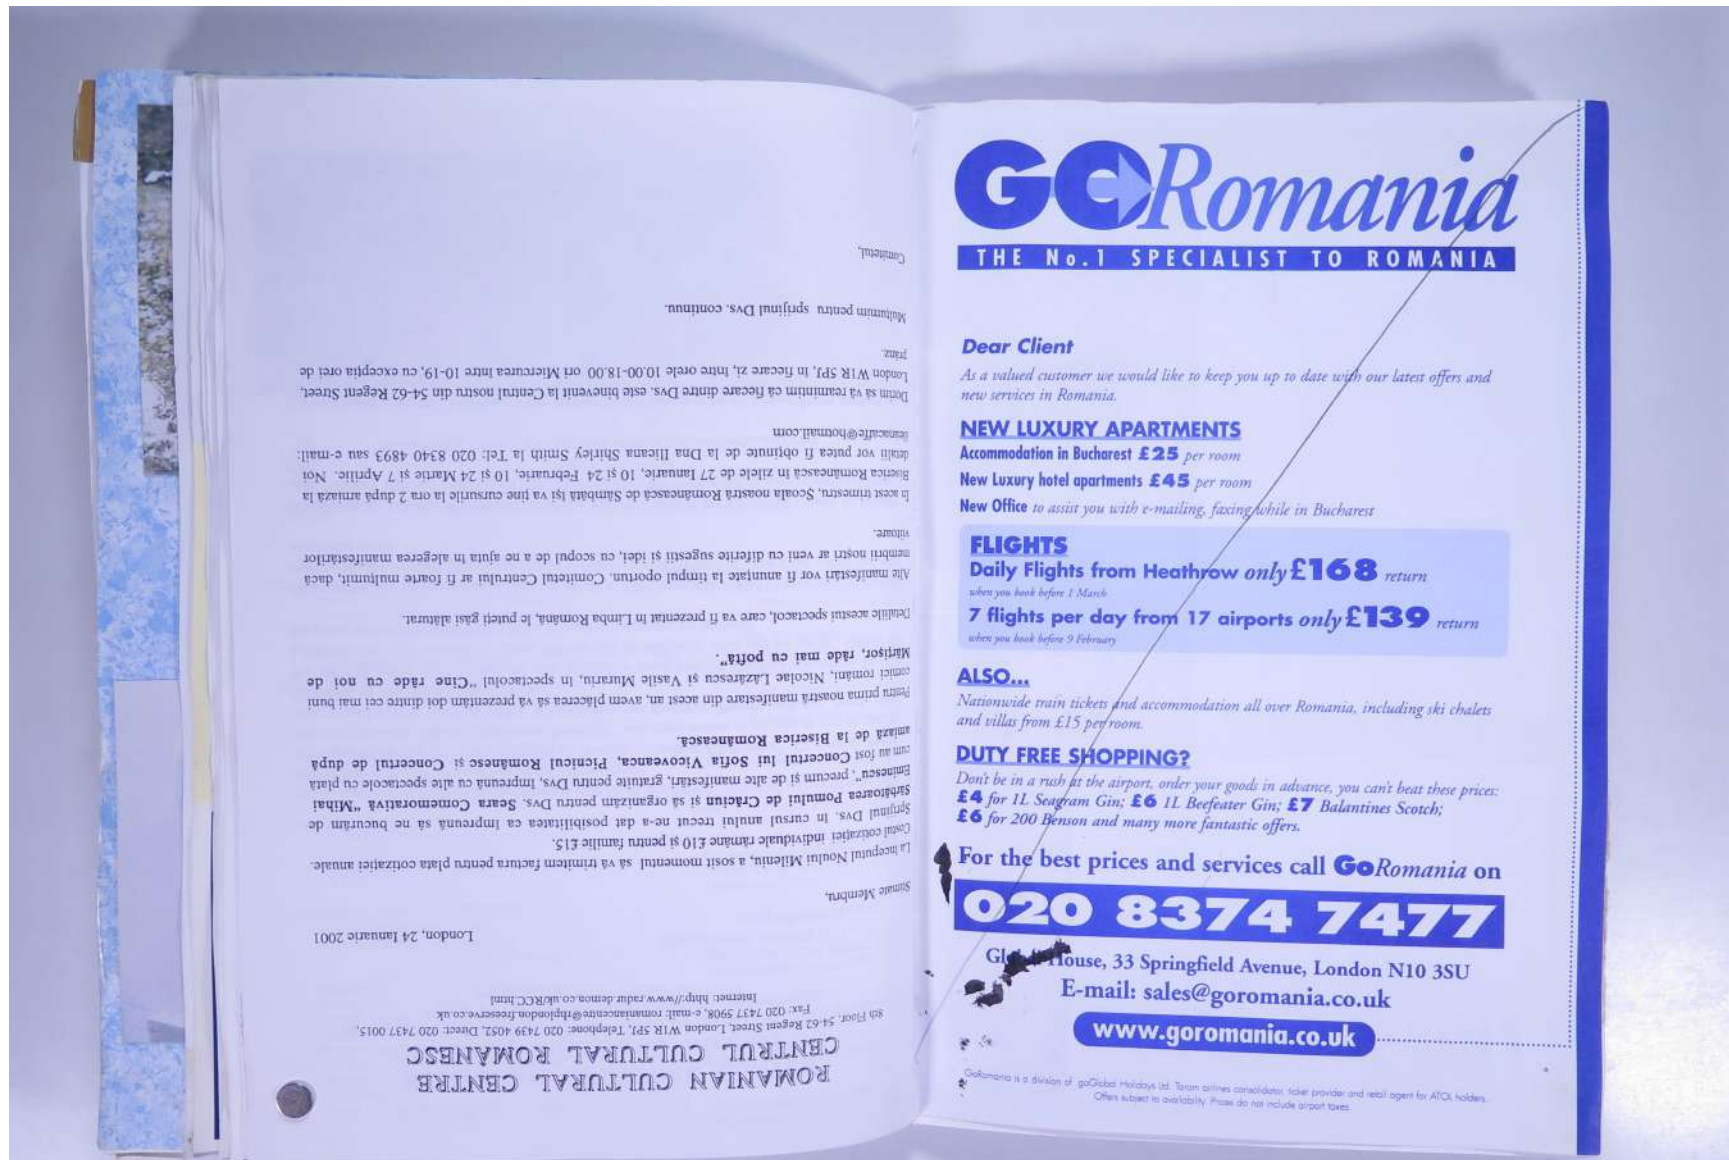 ROMANIAN CULTURAL CENTRE
CENTRUL CULTURAL ROMÂNESC
8th Floor, 54-62 Regent Street, London W1R 5PJ, Telephone: 020 7439 4052, Direct: 020 7437 0015,
Fax: 020 7437 5908, e-mail: romaniancentre@rhplondon.freeserve.co.uk
Internet: http://www.radur.demon.co.uk/RCC.html
London, 24 Ianuarie 2001
Stimate Membru,
La începutul Noului Mileniu, a sosit momentul să vă trimitem factura pentru plata cotizației anuale.
Costul cotizației individuale rămâne £10 și pentru familie £15.
Sprijinul Dvs. în cursul anului trecut ne-a dat posibilitatea ca împreună să ne bucurăm de
sărbătoarea Pomului de Crăciun și să organizăm pentru Dvs. Seara Comemorativă "Mihai
Eminescu", precum și de alte manifestări, gratuite pentru Dvs, împreună cu alte spectacole cu plată
cum au fost Concertul lui Sofia Vicoveanca, Picnicul Românesc și Concertul de după
amiază de la Biserica Românească.
Pentru prima noastră manifestare din acest an, avem plăcerea să vă prezentăm doi dintre cei mai buni
comici români, Nicolae Lăzărescu și Vasile Murariu, în spectacolul "Cine râde cu noi de
Mărțișor, râde mai cu poftă".
Detaliile acestui spectacol, care va fi prezentat în Limba Română, le puteți găsi alăturat.
Alte manifestări vor fi anunțate la timpul oportun. Comitetul Centrului ar fi foarte mulțumit, dacă
membrii noștri ar veni cu diferite sugestii și idei, cu scopul de a ne ajuta în alegerea manifestărilor
viitoare.
În acest trimestru, Școala noastră Românească de Sâmbătă își va ține cursurile la ora 2 după amiază la
Biserica Românească în zilele de 27 Ianuarie, 10 și 24 Februarie, 10 și 24 Martie și 7 Aprilie. Noi
detalii vor putea fi obținute de la Dna Ileana Shirley Smith la Tel: 020 8340 4893 sau e-mail:
ileanacaffe@hotmail.com
Dorim să vă reamintim că fiecare dintre Dvs. este binevenit la Centrul nostru din 54-62 Regent Street,
London W1R 5PJ, în fiecare zi, între orele 10.00-18.00 ori Miercurea între 10-19, cu excepția orei de
prânz.
Mulțumim pentru sprijinul Dvs. continuu.
Comitetul,
GO Romania
THE No.1 SPECIALIST TO ROMANIA
Dear Client
As a valued customer we would like to keep you up to date with our latest offers and
new services in Romania.
NEW LUXURY APARTMENTS
Accommodation in Bucharest £25 per room
New Luxury hotel apartments £45 per room
New Office to assist you with e-mailing, faxing while in Bucharest
FLIGHTS
Daily Flights from Heathrow only £168 return
when you book before 1 March
7 flights per day from 17 airports only £139 return
when you book before 9 February
ALSO...
Nationwide train tickets and accommodation all over Romania, including ski chalets
and villas from £15 per room.
DUTY FREE SHOPPING?
Don't be in a rush at the airport, order your goods in advance, you can't beat these prices:
£4 for 1L Seagram Gin; £6 1L Beefeater Gin; £7 Balantines Scotch;
£6 for 200 Benson and many more fantastic offers.
For the best prices and services call GoRomania on
020 8374 7477
House, 33 Springfield Avenue, London N10 3SU
E-mail: sales@goromania.co.uk
www.goromania.co.uk
GoRomania is a division of goGlobal Holidays Ltd. Tarom airlines consolidator, ticket provider and retail agent for ATOL holders.
Offers subject to availability. Prices do not include airport taxes.